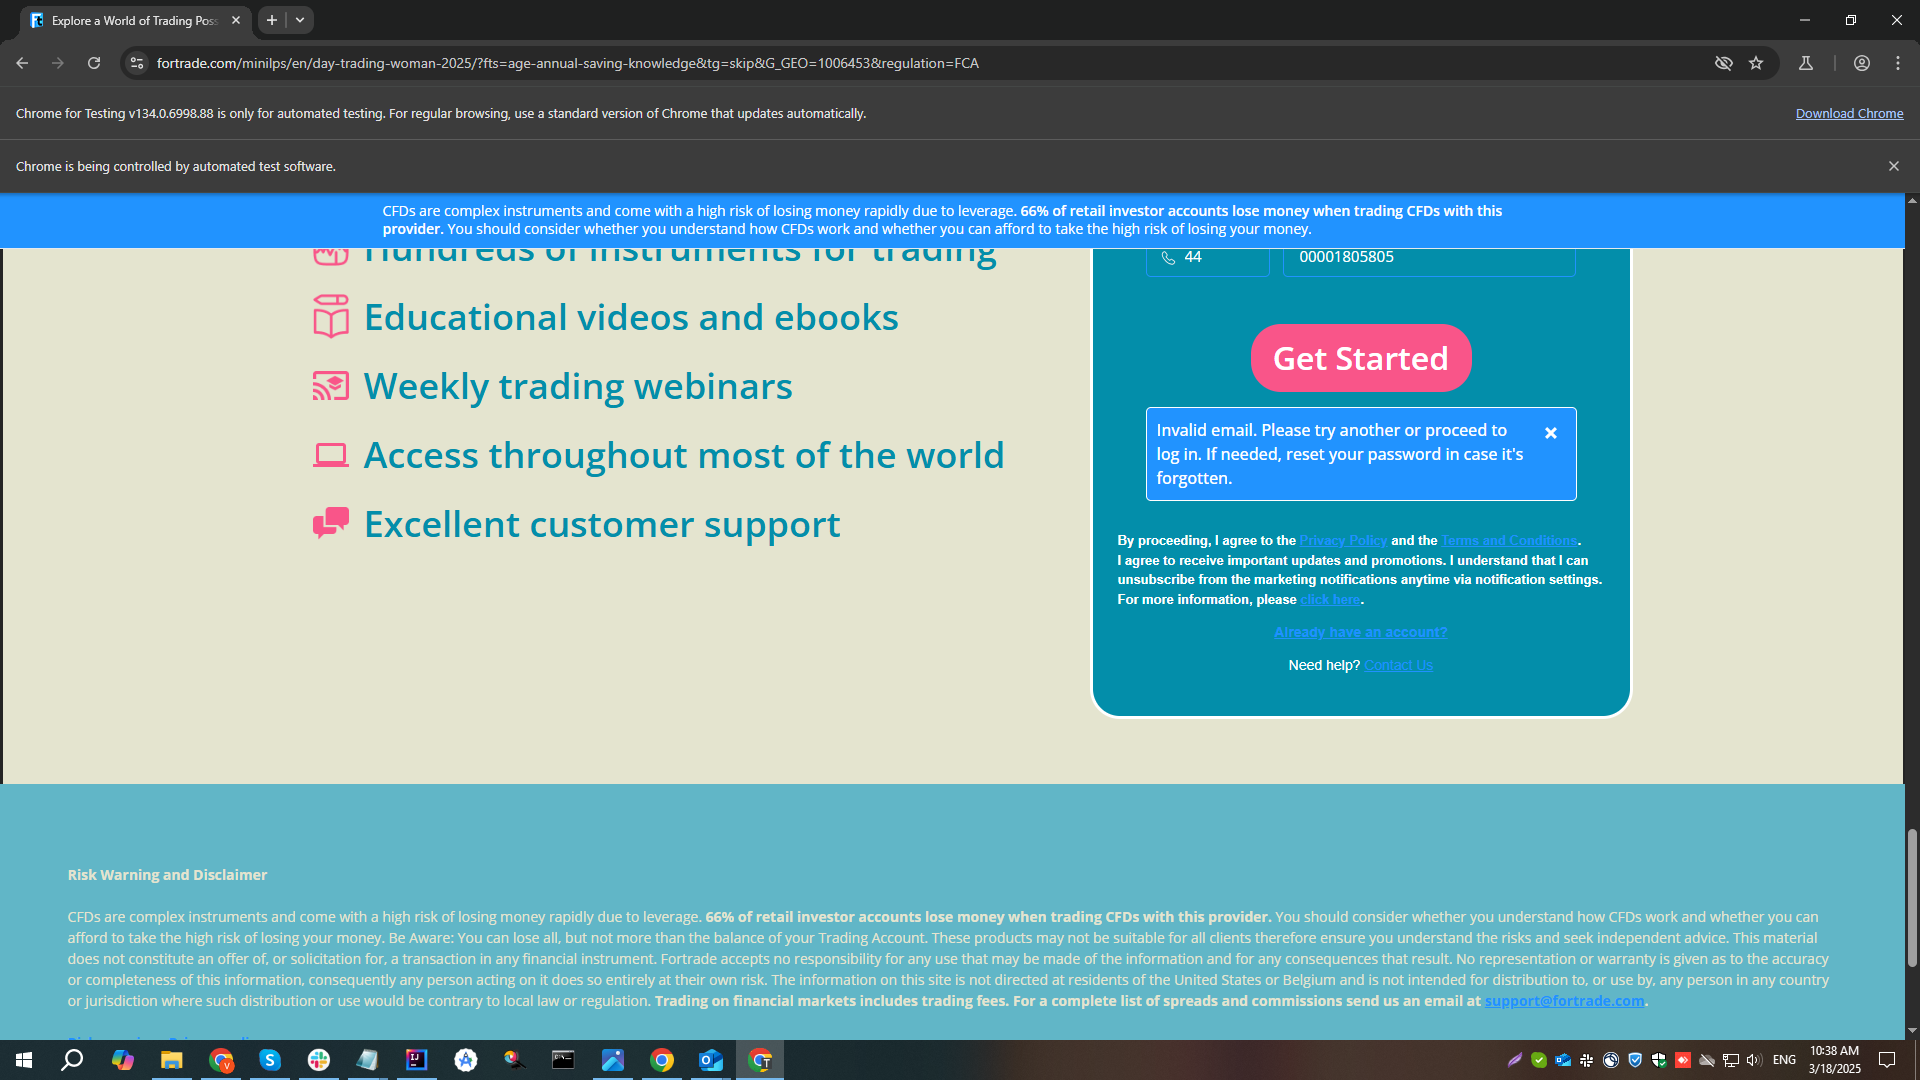 Explore a World of Trading Poss
fortrade.com/minilps/en/day-trading-woman-2025/?fts=age-annual-saving-knowledge&tg=skip&G_GEO=1006453&regulation=FCA
Chrome for Testing v134.0.6998.88 is only for automated testing. For regular browsing, use a standard version of Chrome that updates automatically.
Download Chrome
Chrome is being controlled by automated test software.
CFDs are complex instruments and come with a high risk of losing money rapidly due to leverage. 66% of retail investor accounts lose money when trading CFDs with this
provider. You should consider whether you understand how CFDs work and whether you can afford to take the high risk of losing your money.
Hundreds of instruments for trading
Educational videos and ebooks
Weekly trading webinars
Access throughout most of the world
Excellent customer support
44
00001805805
Get Started
Invalid email. Please try another or proceed to
log in. If needed, reset your password in case it's
forgotten.
By proceeding, I agree to the Privacy Policy and the Terms and Conditions.
I agree to receive important updates and promotions. I understand that I can
unsubscribe from the marketing notifications anytime via notification settings.
For more information, please click here.
Already have an account?
Need help? Contact Us
Risk Warning and Disclaimer
CFDs are complex instruments and come with a high risk of losing money rapidly due to leverage. 66% of retail investor accounts lose money when trading CFDs with this provider. You should consider whether you understand how CFDs work and whether you can
afford to take the high risk of losing your money. Be Aware: You can lose all, but not more than the balance of your Trading Account. These products may not be suitable for all clients therefore ensure you understand the risks and seek independent advice. This material
does not constitute an offer of, or solicitation for, a transaction in any financial instrument. Fortrade accepts no responsibility for any use that may be made of the information and for any consequences that result. No representation or warranty is given as to the accuracy
or completeness of this information, consequently any person acting on it does so entirely at their own risk. The information on this site is not directed at residents of the United States or Belgium and is not intended for distribution to, or use by, any person in any country
or jurisdiction where such distribution or use would be contrary to local law or regulation. Trading on financial markets includes trading fees. For a complete list of spreads and commissions send us an email at support@fortrade.com.
ENG
10:38 AM
3/18/2025